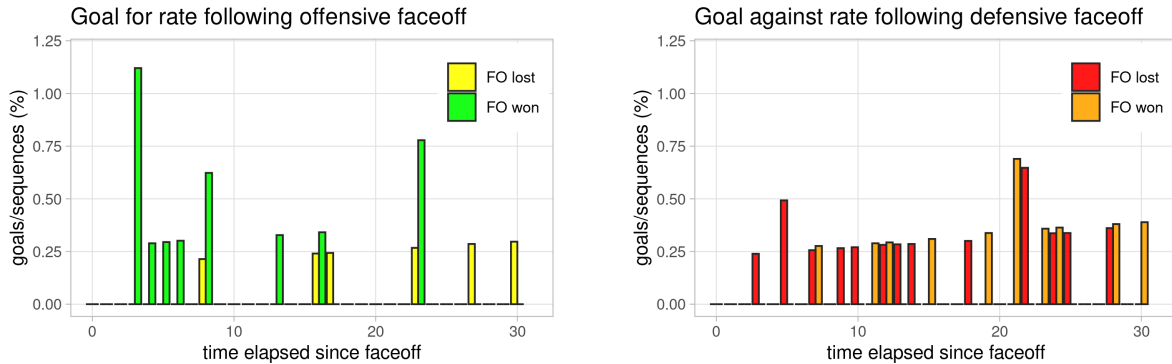 Goal for rate following offensive faceoff
1.25
1.00
0.75
0.50
0.25
0.00
goals/sequences (%)
FO lost
FO won
0 10 20 30
time elapsed since faceoff
Goal against rate following defensive faceoff
1.25
1.00
0.75
0.50
0.25
0.00
goals/sequences (%)
FO lost
FO won
0 10 20 30
time elapsed since faceoff